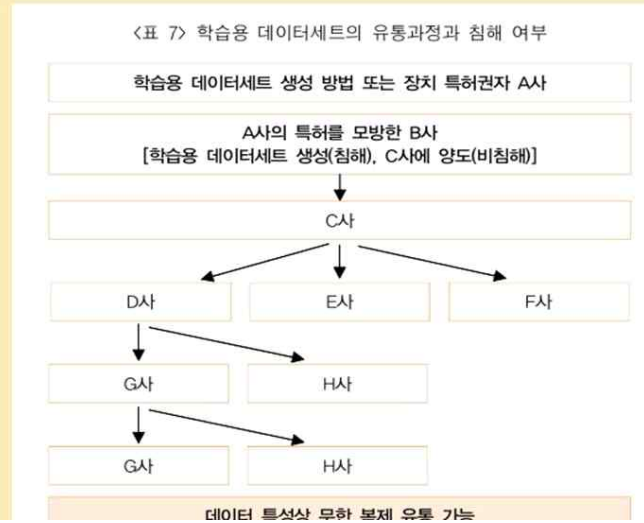 <표 7> 학습용 데이터세트의 유통과정과 침해 여부
학습용 데이터세트 생성 방법 또는 장치 특허권자 A사
A사의 특허를 모방한 B사
[학습용 데이터세트 생성(침해), C사에 양도(비침해)]
C사
D사 E사 F사
G사 H사
G사 H사
데이터 특성상 무한 복제 유통 가능